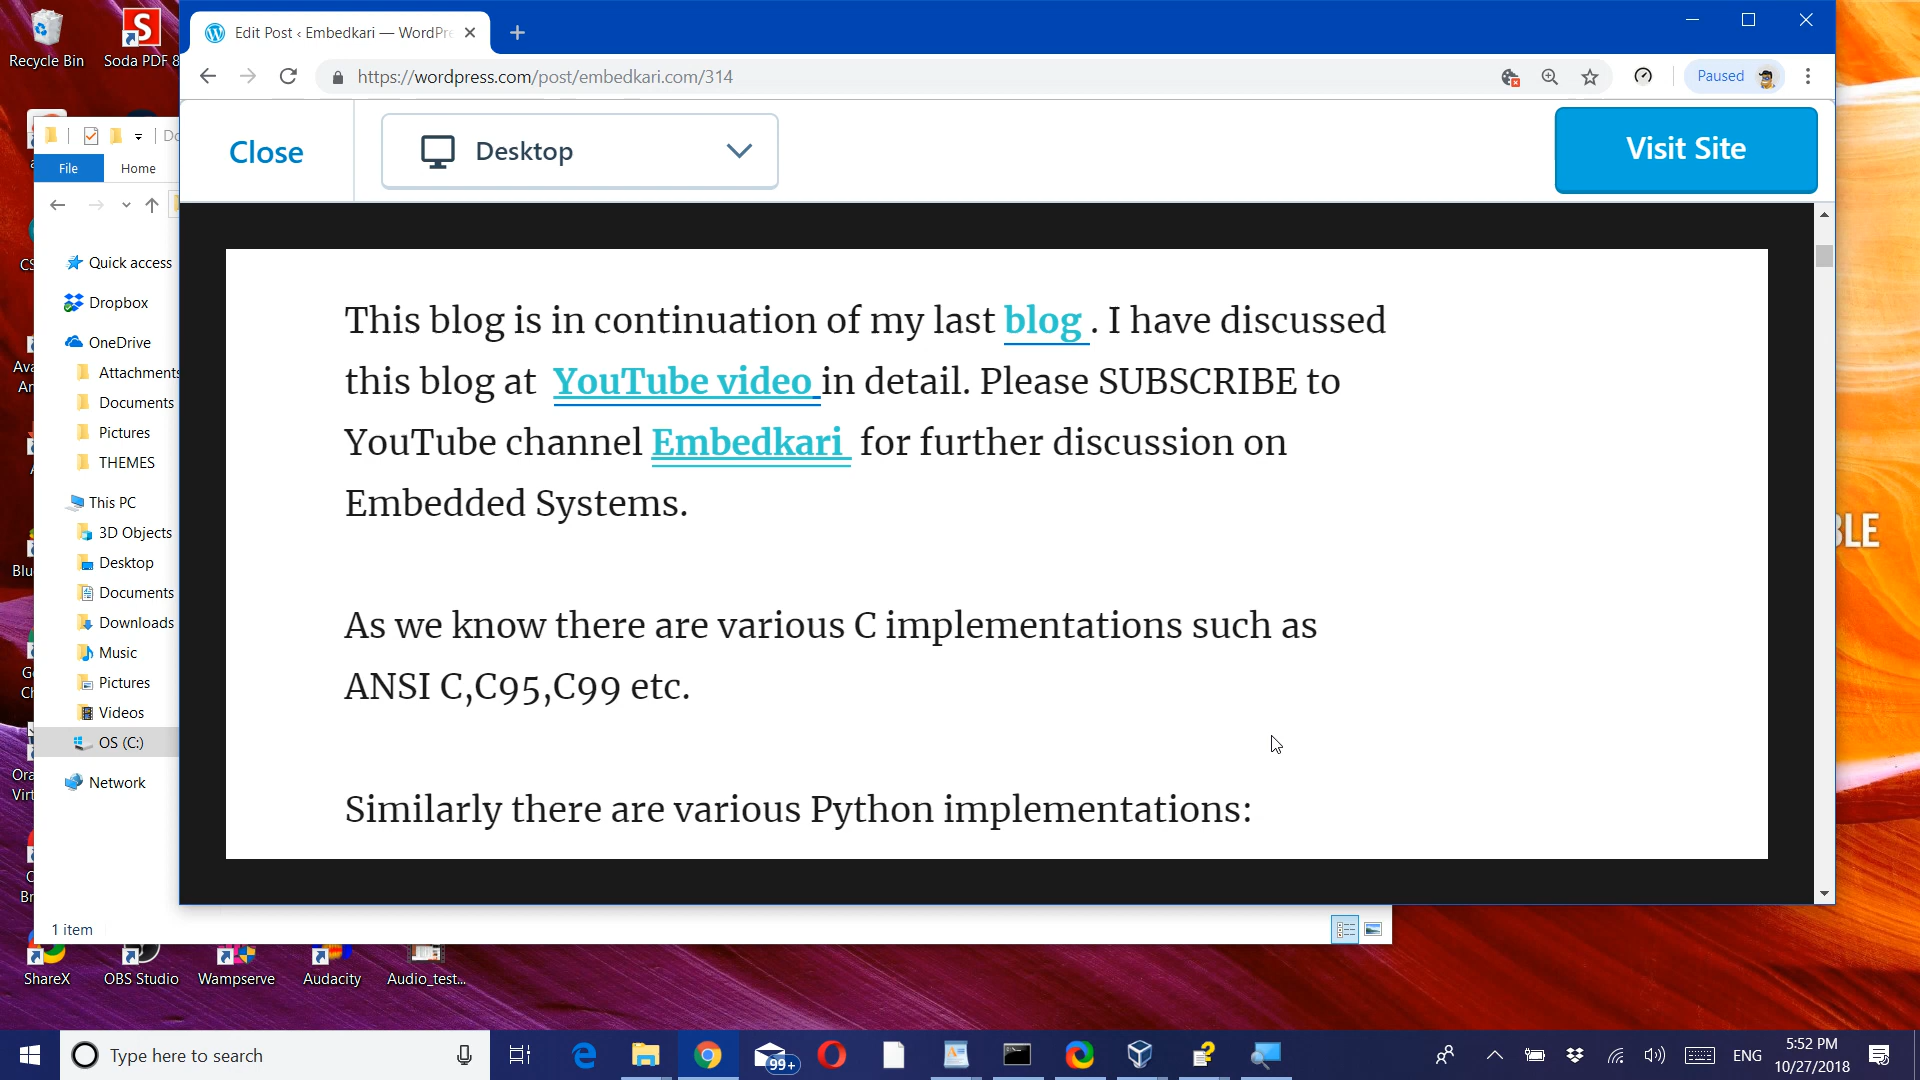 Recycle Bin
Soda PDF 8
Edit Post ‹ Embedkari — WordPre
https://wordpress.com/post/embedkari.com/314
Paused
Close
Desktop
Visit Site
File
Home
Quick access
Dropbox
OneDrive
Attachments
Documents
Pictures
THEMES
This PC
3D Objects
Desktop
Documents
Downloads
Music
Pictures
Videos
OS (C:)
Network
1 item
This blog is in continuation of my last blog . I have discussed
this blog at YouTube video in detail. Please SUBSCRIBE to
YouTube channel Embedkari for further discussion on
Embedded Systems.
As we know there are various C implementations such as
ANSI C,C95,C99 etc.
Similarly there are various Python implementations:
ShareX
OBS Studio
Wampserve
Audacity
Audio_test...
Type here to search
99+
ENG
5:52 PM
10/27/2018